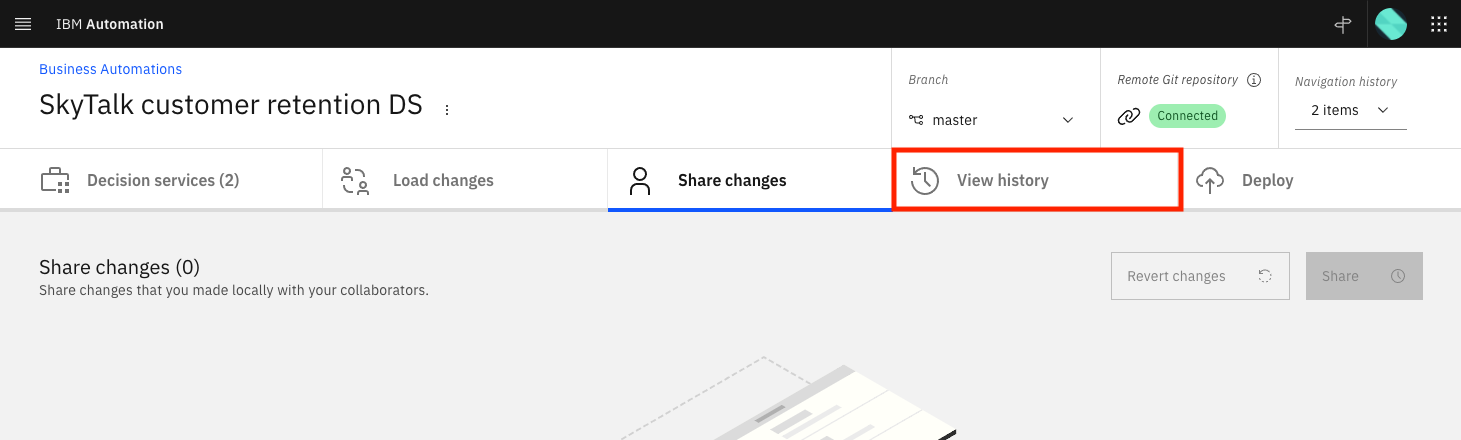 IBM Automation
Business Automations
SkyTalk customer retention DS
Branch
master
Remote Git repository
Connected
Navigation history
2 items
Decision services (2)
Load changes
Share changes
View history
Deploy
Share changes (0)
Share changes that you made locally with your collaborators.
Revert changes
Share